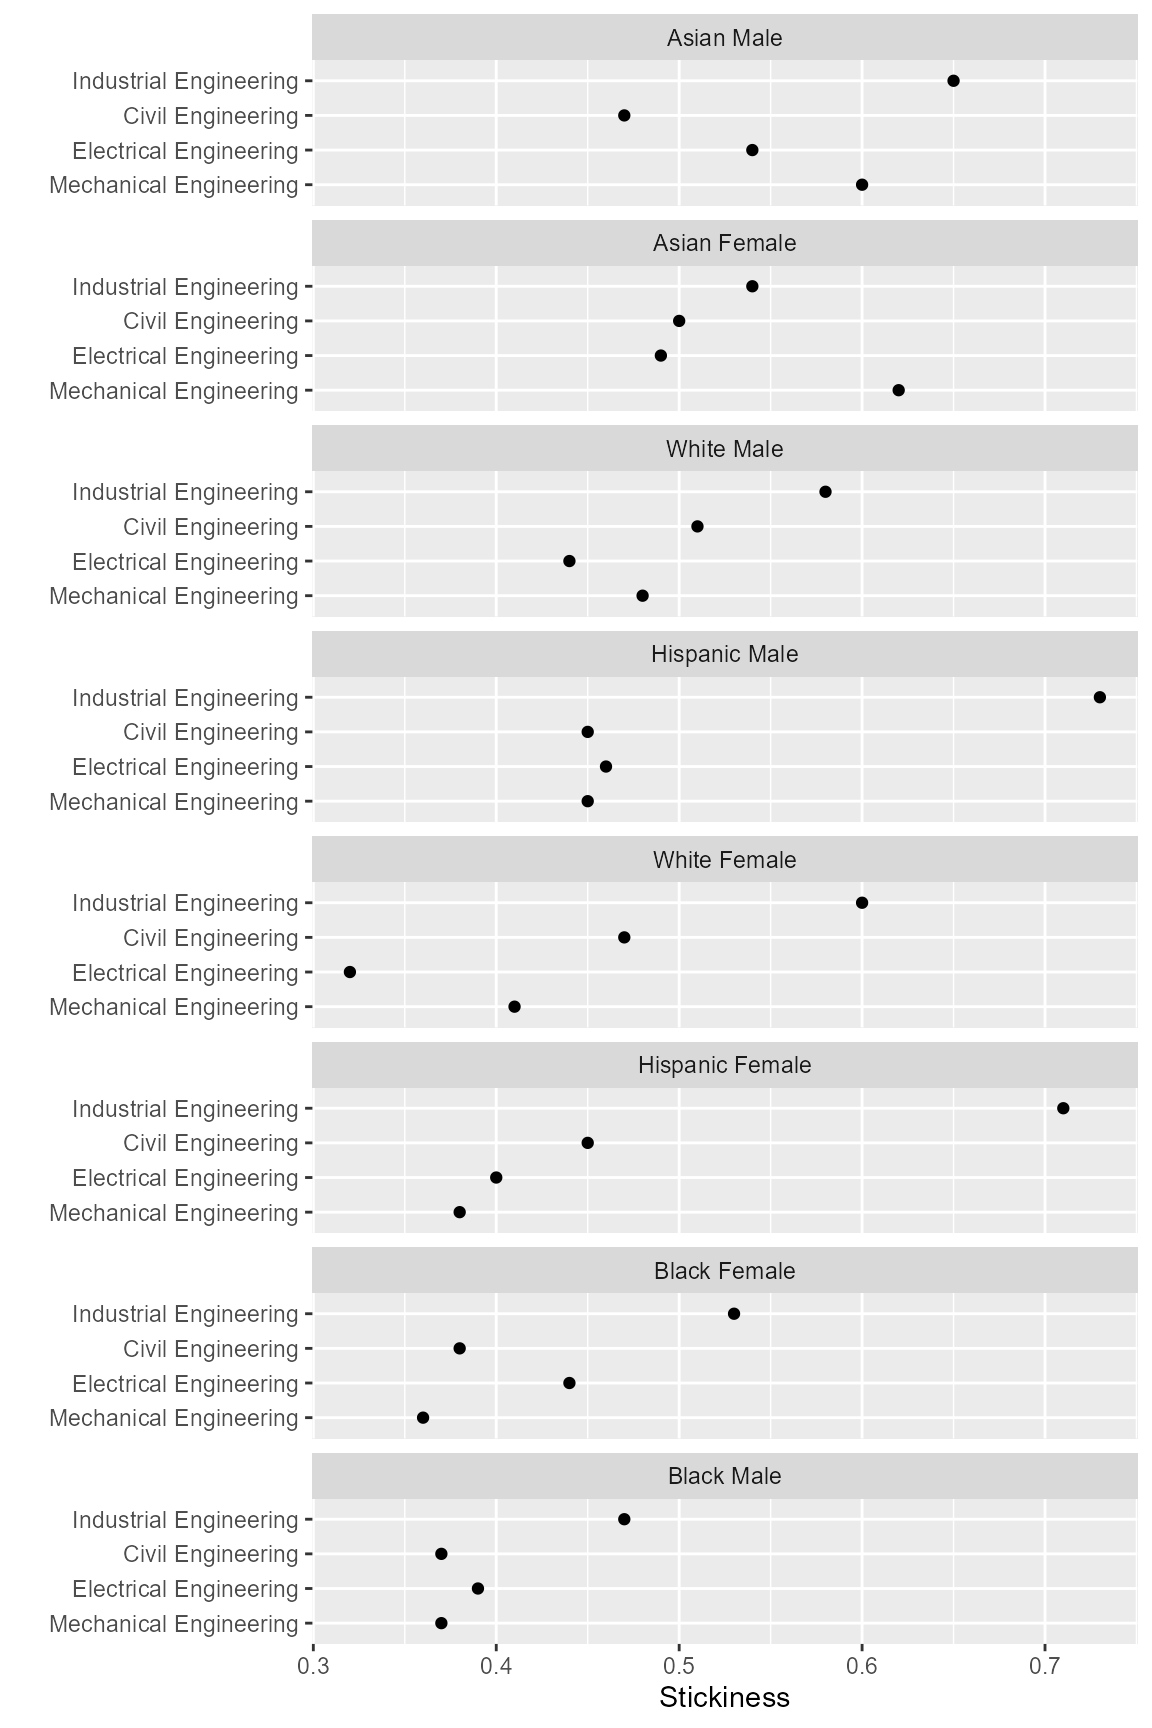 Asian Male
Industrial Engineering
Civil Engineering
Electrical Engineering
Mechanical Engineering
Asian Female
Industrial Engineering
Civil Engineering
Electrical Engineering
Mechanical Engineering
White Male
Industrial Engineering
Civil Engineering
Electrical Engineering
Mechanical Engineering
Hispanic Male
Industrial Engineering
Civil Engineering
Electrical Engineering
Mechanical Engineering
White Female
Industrial Engineering
Civil Engineering
Electrical Engineering
Mechanical Engineering
Hispanic Female
Industrial Engineering
Civil Engineering
Electrical Engineering
Mechanical Engineering
Black Female
Industrial Engineering
Civil Engineering
Electrical Engineering
Mechanical Engineering
Black Male
Industrial Engineering
Civil Engineering
Electrical Engineering
Mechanical Engineering
0.3 0.4 0.5 0.6 0.7
Stickiness